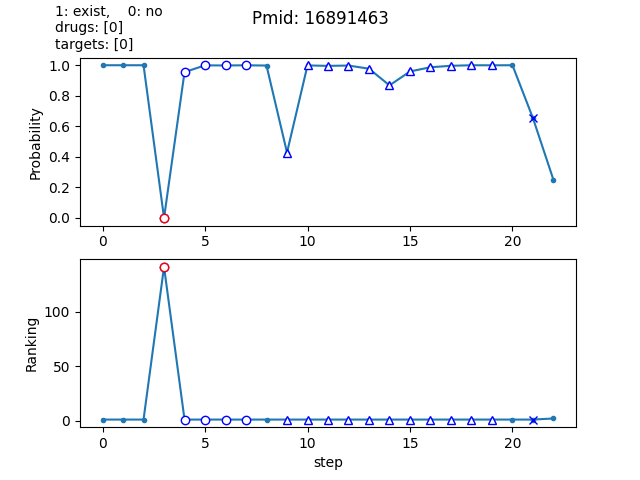 1: exist,    0: no
drugs: [0]
targets: [0]
Pmid: 16891463
1.0
0.8
0.6
0.4
0.2
0.0
Probability
0 5 10 15 20
100
50
0
Ranking
0 5 10 15 20
step